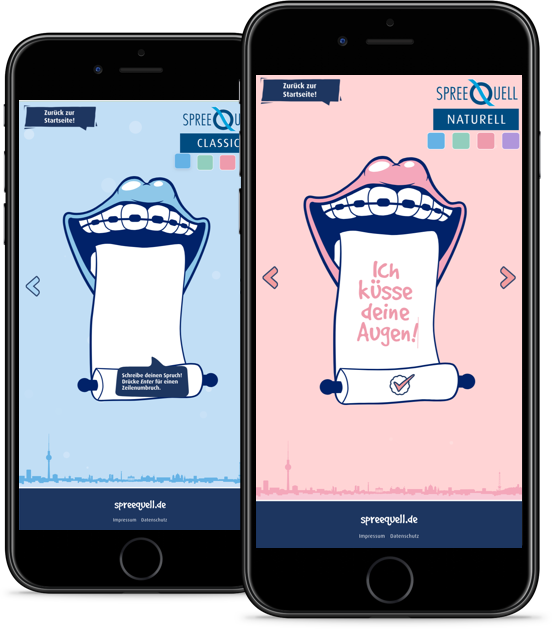 Zurück zur
Startseite!
SPREEQU
CLASSIC
Schreibe deinen Spruch!
Drücke Enter für einen
Zeilenumbruch.
spreequell.de
Impressum Datenschutz
Zurück zur
Startseite!
SPREEQUELL
NATURELL
Ich
küsse
deine
Augen!
spreequell.de
Impressum Datenschutz